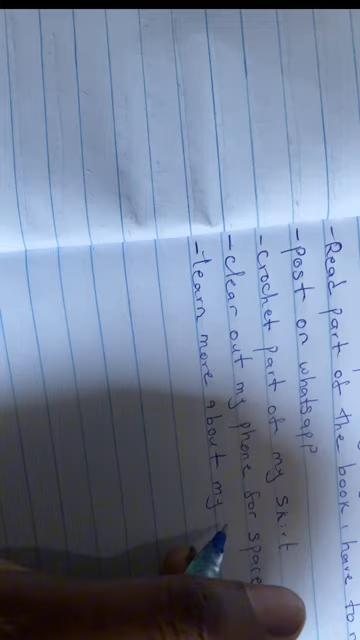 - Read part of the book i have to
- post on whatsapp
- crochet part of my skirt
- clear out my phone for space
- learn more about my